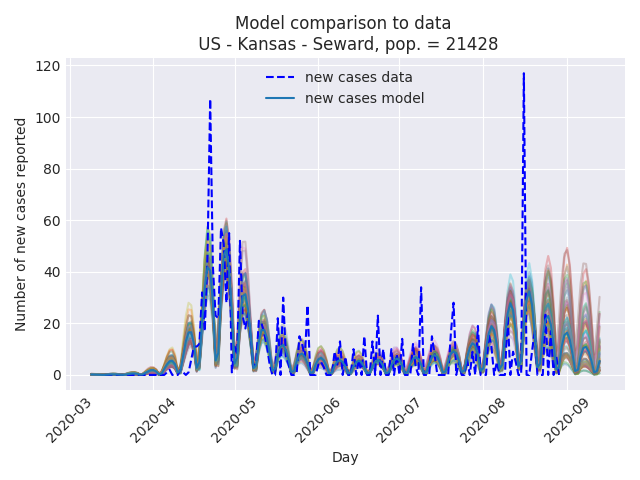 Model comparison to data
US - Kansas - Seward, pop. = 21428
120
100
80
60
40
20
0
Number of new cases reported
new cases data
new cases model
2020-03
2020-04
2020-05
2020-06
2020-07
2020-08
2020-09
Day